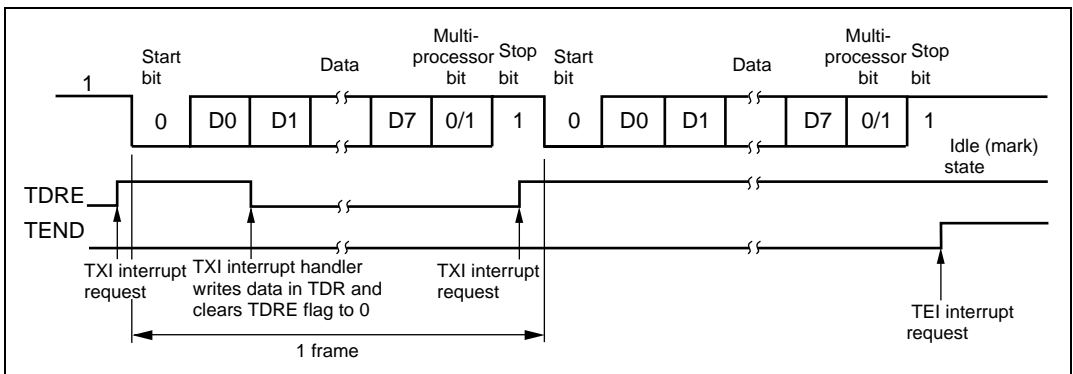 Start bit
Data
Multi-processor bit
Stop bit
Start bit
Data
Multi-processor bit
Stop bit
1
0 D0 D1 D7 0/1 1 0 D0 D1 D7 0/1 1
Idle (mark) state
TDRE
TEND
TXI interrupt request
TXI interrupt handler writes data in TDR and clears TDRE flag to 0
TXI interrupt request
TEI interrupt request
1 frame